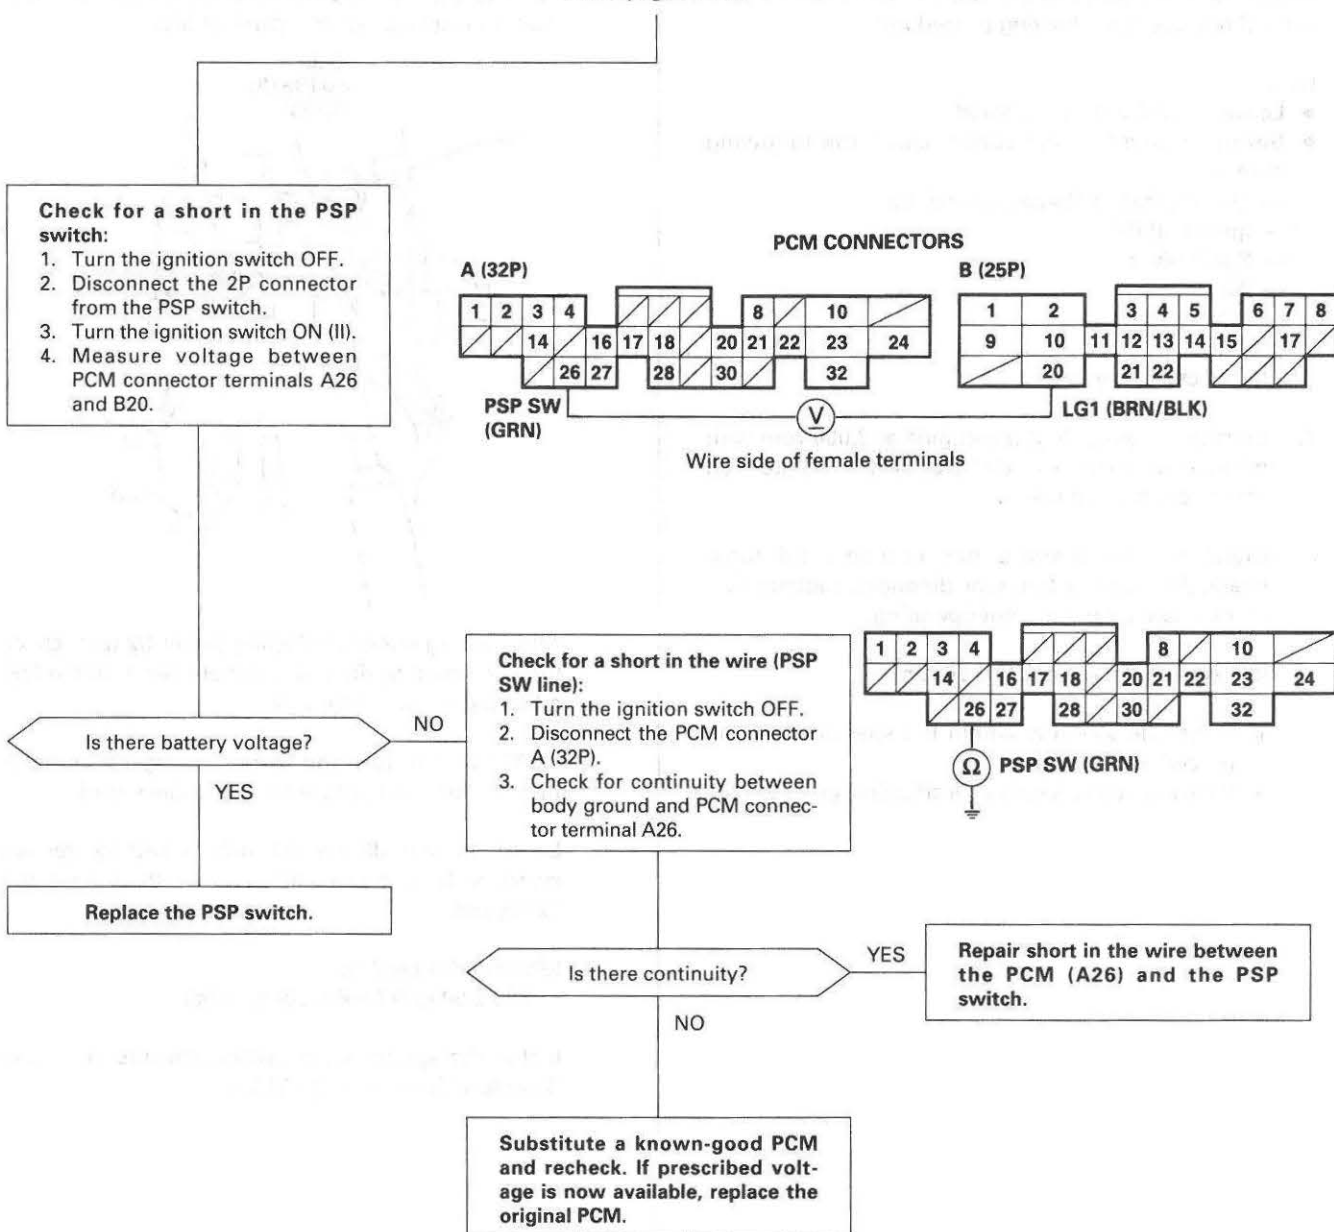 Check for a short in the PSP
switch:
1. Turn the ignition switch OFF.
2. Disconnect the 2P connector
from the PSP switch.
3. Turn the ignition switch ON (II).
4. Measure voltage between
PCM connector terminals A26
and B20.
PCM CONNECTORS
A (32P)
1 2 3 4 8 10
14 16 17 18 20 21 22 23 24
26 27 28 30 32
B (25P)
1 2 3 4 5 6 7 8
9 10 11 12 13 14 15 17
20 21 22
PSP SW
(GRN)
V
LG1 (BRN/BLK)
Wire side of female terminals
Is there battery voltage?
NO
YES
Replace the PSP switch.
Check for a short in the wire (PSP
SW line):
1. Turn the ignition switch OFF.
2. Disconnect the PCM connector
A (32P).
3. Check for continuity between
body ground and PCM connec-
tor terminal A26.
1 2 3 4 8 10
14 16 17 18 20 21 22 23 24
26 27 28 30 32
Ω PSP SW (GRN)
Is there continuity?
YES
NO
Repair short in the wire between
the PCM (A26) and the PSP
switch.
Substitute a known-good PCM
and recheck. If prescribed volt-
age is now available, replace the
original PCM.